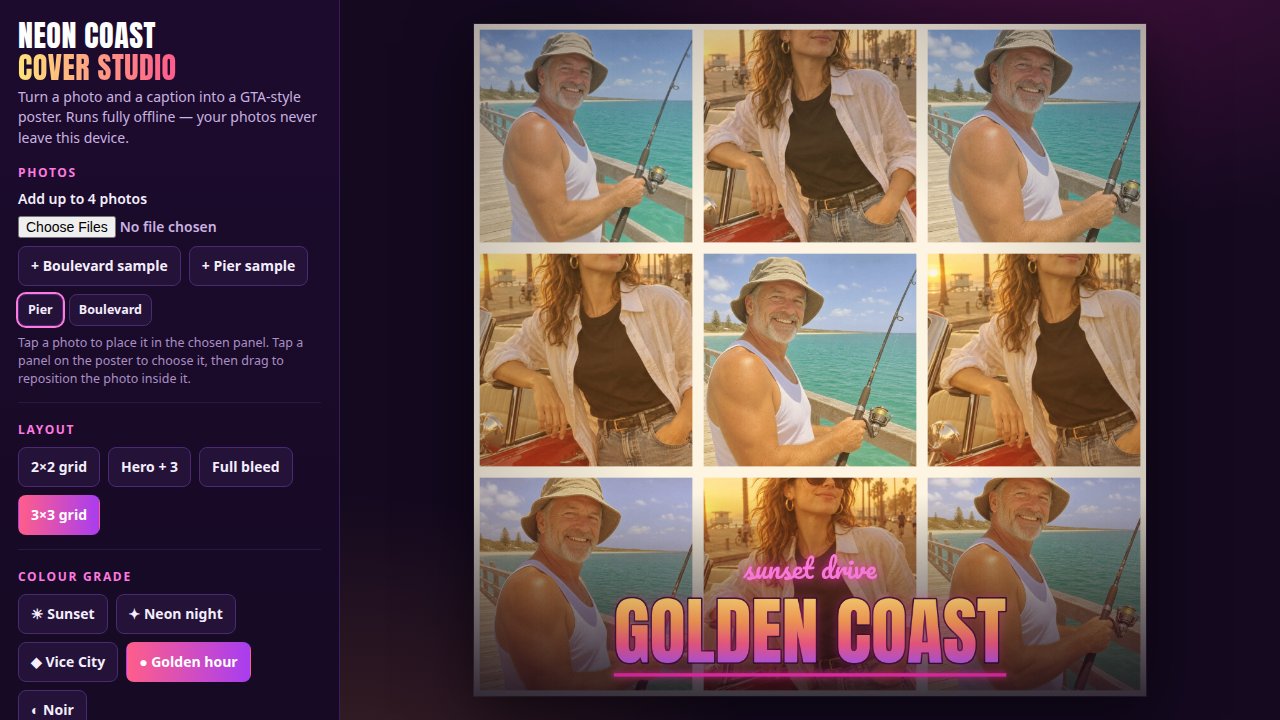 NEON COAST
COVER STUDIO
Turn a photo and a caption into a GTA-style
poster. Runs fully offline — your photos never
leave this device.
PHOTOS
Add up to 4 photos
Choose Files No file chosen
+ Boulevard sample + Pier sample
Pier Boulevard
Tap a photo to place it in the chosen panel. Tap a
panel on the poster to choose it, then drag to
reposition the photo inside it.
LAYOUT
2×2 grid Hero + 3 Full bleed
3×3 grid
COLOUR GRADE
☀ Sunset ✦ Neon night
◆ Vice City ● Golden hour
◖ Noir
sunset drive
GOLDEN COAST